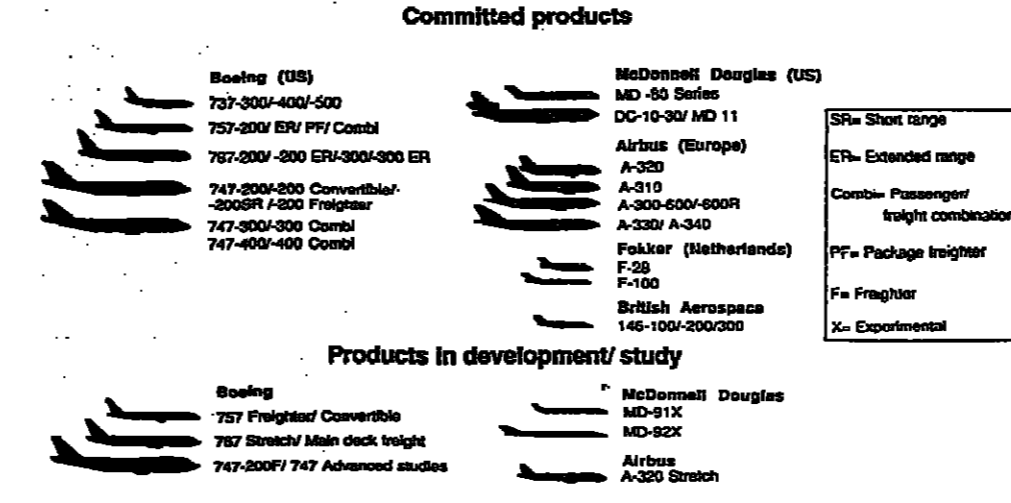 Committed products
Boeing (US)
737-300/-400/-500
757-200/ ER/ PF/ Combi
767-200/ -200 ER/-300/-300 ER
747-200/-200 Convertible/-
-200SR /-200 Freighter
747-300/-300 Combi
747-400/-400 Combi
McDonnell Douglas (US)
MD -80 Series
DC-10-30/ MD 11
Airbus (Europe)
A-320
A-310
A-300-600/-600R
A-330/ A-340
Fokker (Netherlands)
F-28
F-100
British Aerospace
146-100/-200/300
SR= Short range
ER= Extended range
Combi= Passenger/
freight combination
PF= Package freighter
F= Freighter
X= Experimental
Products in development/ study
Boeing
757 Freighter/ Convertible
767 Stretch/ Main deck freight
747-200F/ 747 Advanced studies
McDonnell Douglas
MD-91X
MD-92X
Airbus
A-320 Stretch